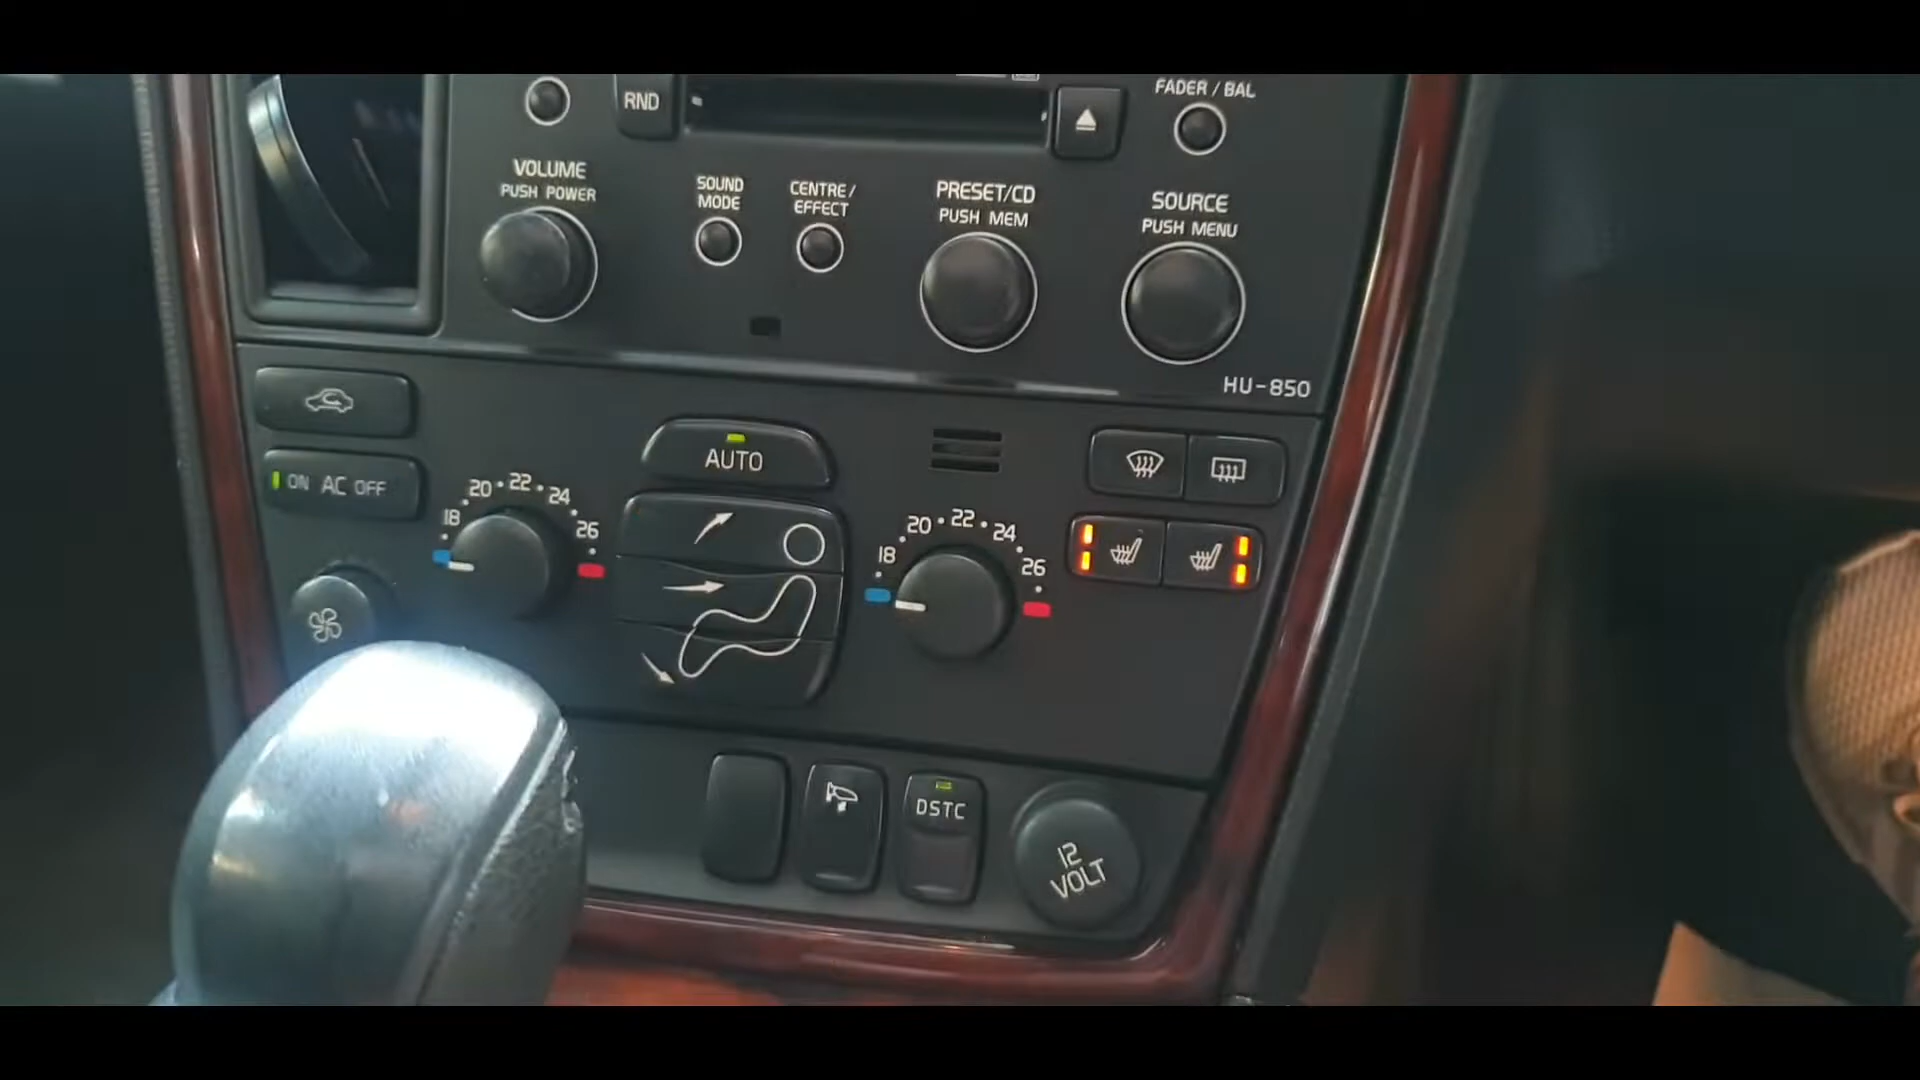 RND
FADER / BAL
VOLUME
PUSH POWER
SOUND
MODE
CENTRE /
EFFECT
PRESET/CD
PUSH MEM
SOURCE
PUSH MENU
HU-850
AUTO
ON AC OFF
18 20 22 24 26
18 20 22 24 26
DSTC
12
VOLT